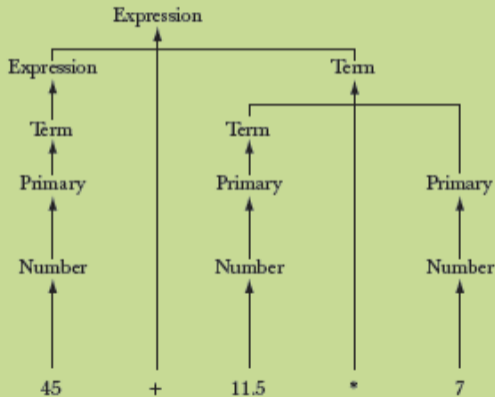 Expression
Expression Term
Term Term
Primary Primary Primary
Number Number Number
45 + 11.5 * 7